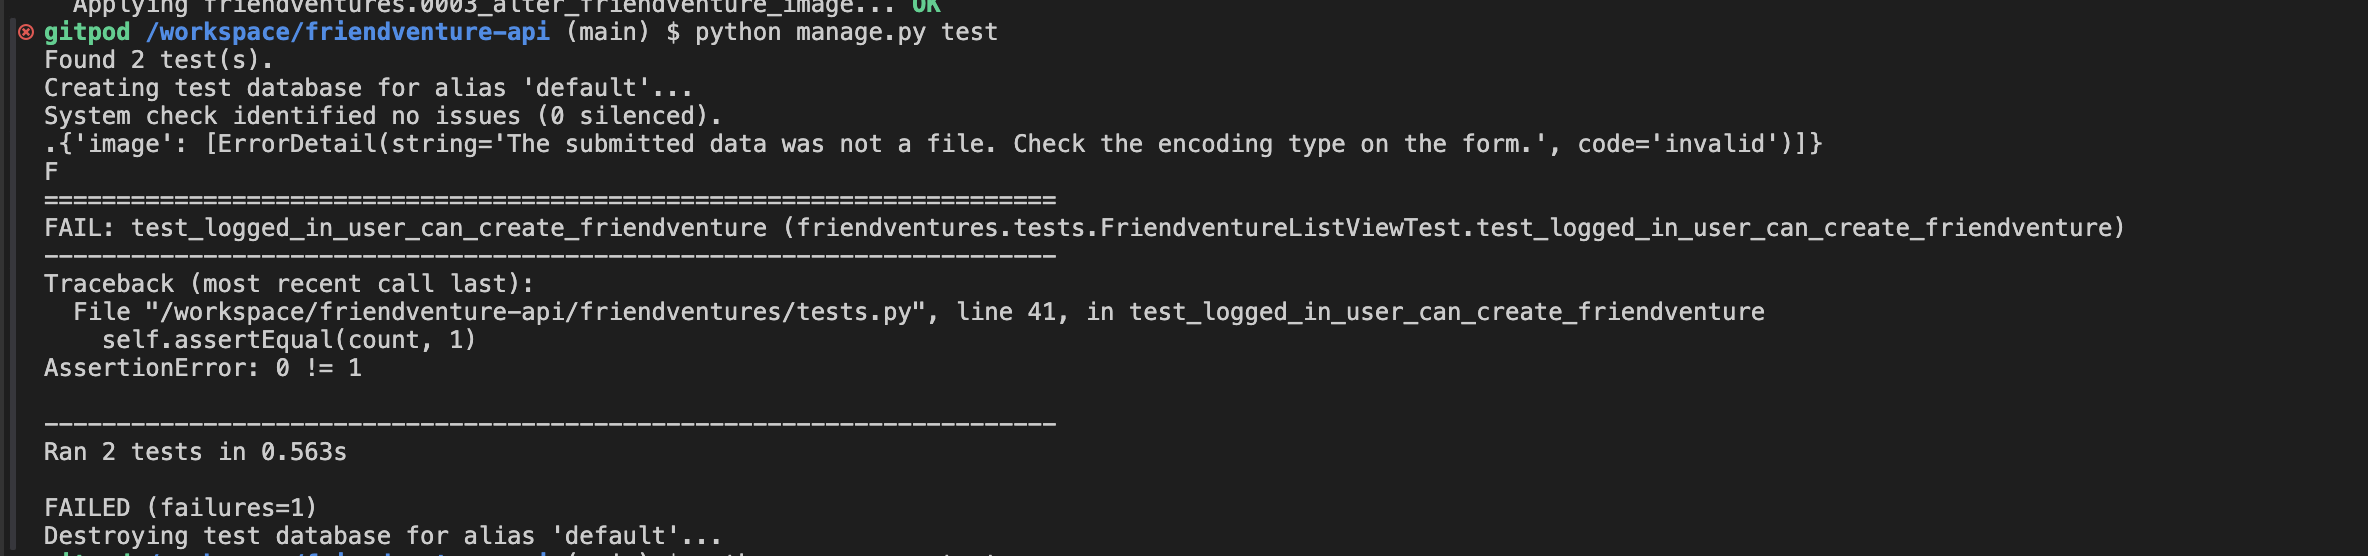 Applying friendventures.0003_alter_friendventure_image... OK
gitpod /workspace/friendventure-api (main) $ python manage.py test
Found 2 test(s).
Creating test database for alias 'default'...
System check identified no issues (0 silenced).
.{'image': [ErrorDetail(string='The submitted data was not a file. Check the encoding type on the form.', code='invalid')]}
F
======================================================================
FAIL: test_logged_in_user_can_create_friendventure (friendventures.tests.FriendventureListViewTest.test_logged_in_user_can_create_friendventure)
----------------------------------------------------------------------
Traceback (most recent call last):
  File "/workspace/friendventure-api/friendventures/tests.py", line 41, in test_logged_in_user_can_create_friendventure
    self.assertEqual(count, 1)
AssertionError: 0 != 1
----------------------------------------------------------------------
Ran 2 tests in 0.563s
FAILED (failures=1)
Destroying test database for alias 'default'...